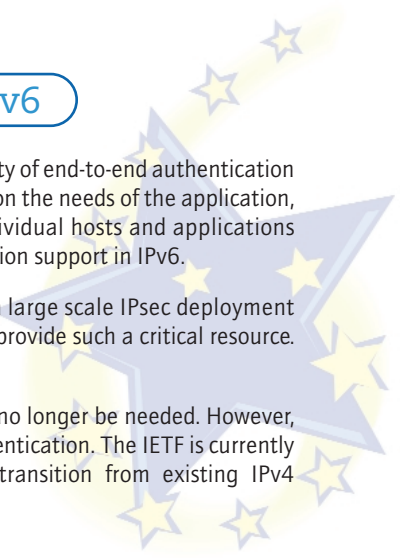 v6
ty of end-to-end authentication
on the needs of the application,
ividual hosts and applications
ion support in IPv6.
large scale IPsec deployment
provide such a critical resource.
no longer be needed. However,
entication. The IETF is currently
transition from existing IPv4